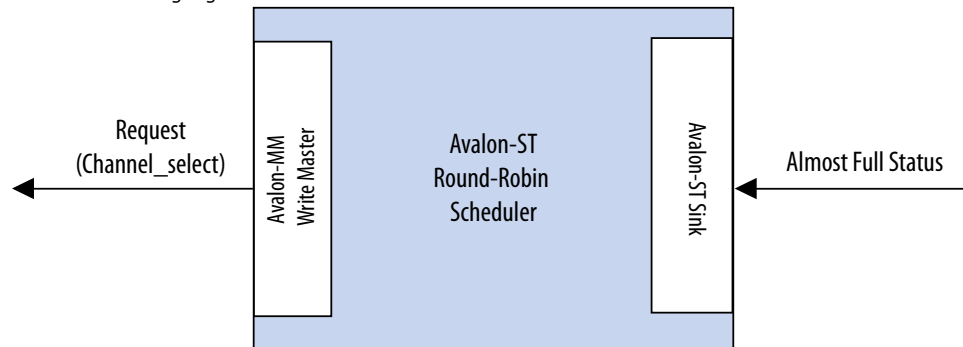 Request
(Channel_select)
Avalon-MM
Write Master
Avalon-ST
Round-Robin
Scheduler
Avalon-ST Sink
Almost Full Status